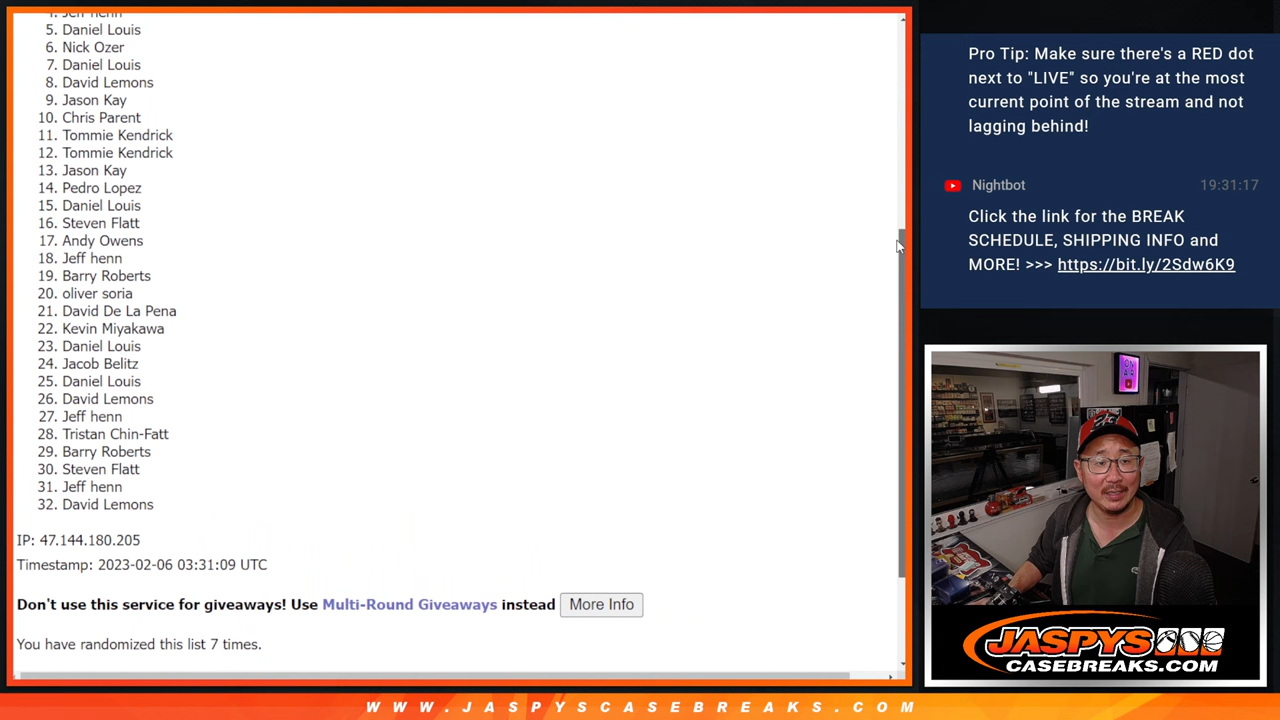 4. Jeff henn
5. Daniel Louis
6. Nick Ozer
7. Daniel Louis
8. David Lemons
9. Jason Kay
10. Chris Parent
11. Tommie Kendrick
12. Tommie Kendrick
13. Jason Kay
14. Pedro Lopez
15. Daniel Louis
16. Steven Flatt
17. Andy Owens
18. Jeff henn
19. Barry Roberts
20. oliver soria
21. David De La Pena
22. Kevin Miyakawa
23. Daniel Louis
24. Jacob Belitz
25. Daniel Louis
26. David Lemons
27. Jeff henn
28. Tristan Chin-Fatt
29. Barry Roberts
30. Steven Flatt
31. Jeff henn
32. David Lemons
IP: 47.144.180.205
Timestamp: 2023-02-06 03:31:09 UTC
Don't use this service for giveaways! Use Multi-Round Giveaways instead More Info
You have randomized this list 7 times.
Pro Tip: Make sure there's a RED dot
next to "LIVE" so you're at the most
current point of the stream and not
lagging behind!
Nightbot 19:31:17
Click the link for the BREAK
SCHEDULE, SHIPPING INFO and
MORE! >>> https://bit.ly/2Sdw6K9
ON
AIR
JASPYS
CASEBREAKS.COM
WWW.JASPYSCASEBREAKS.COM